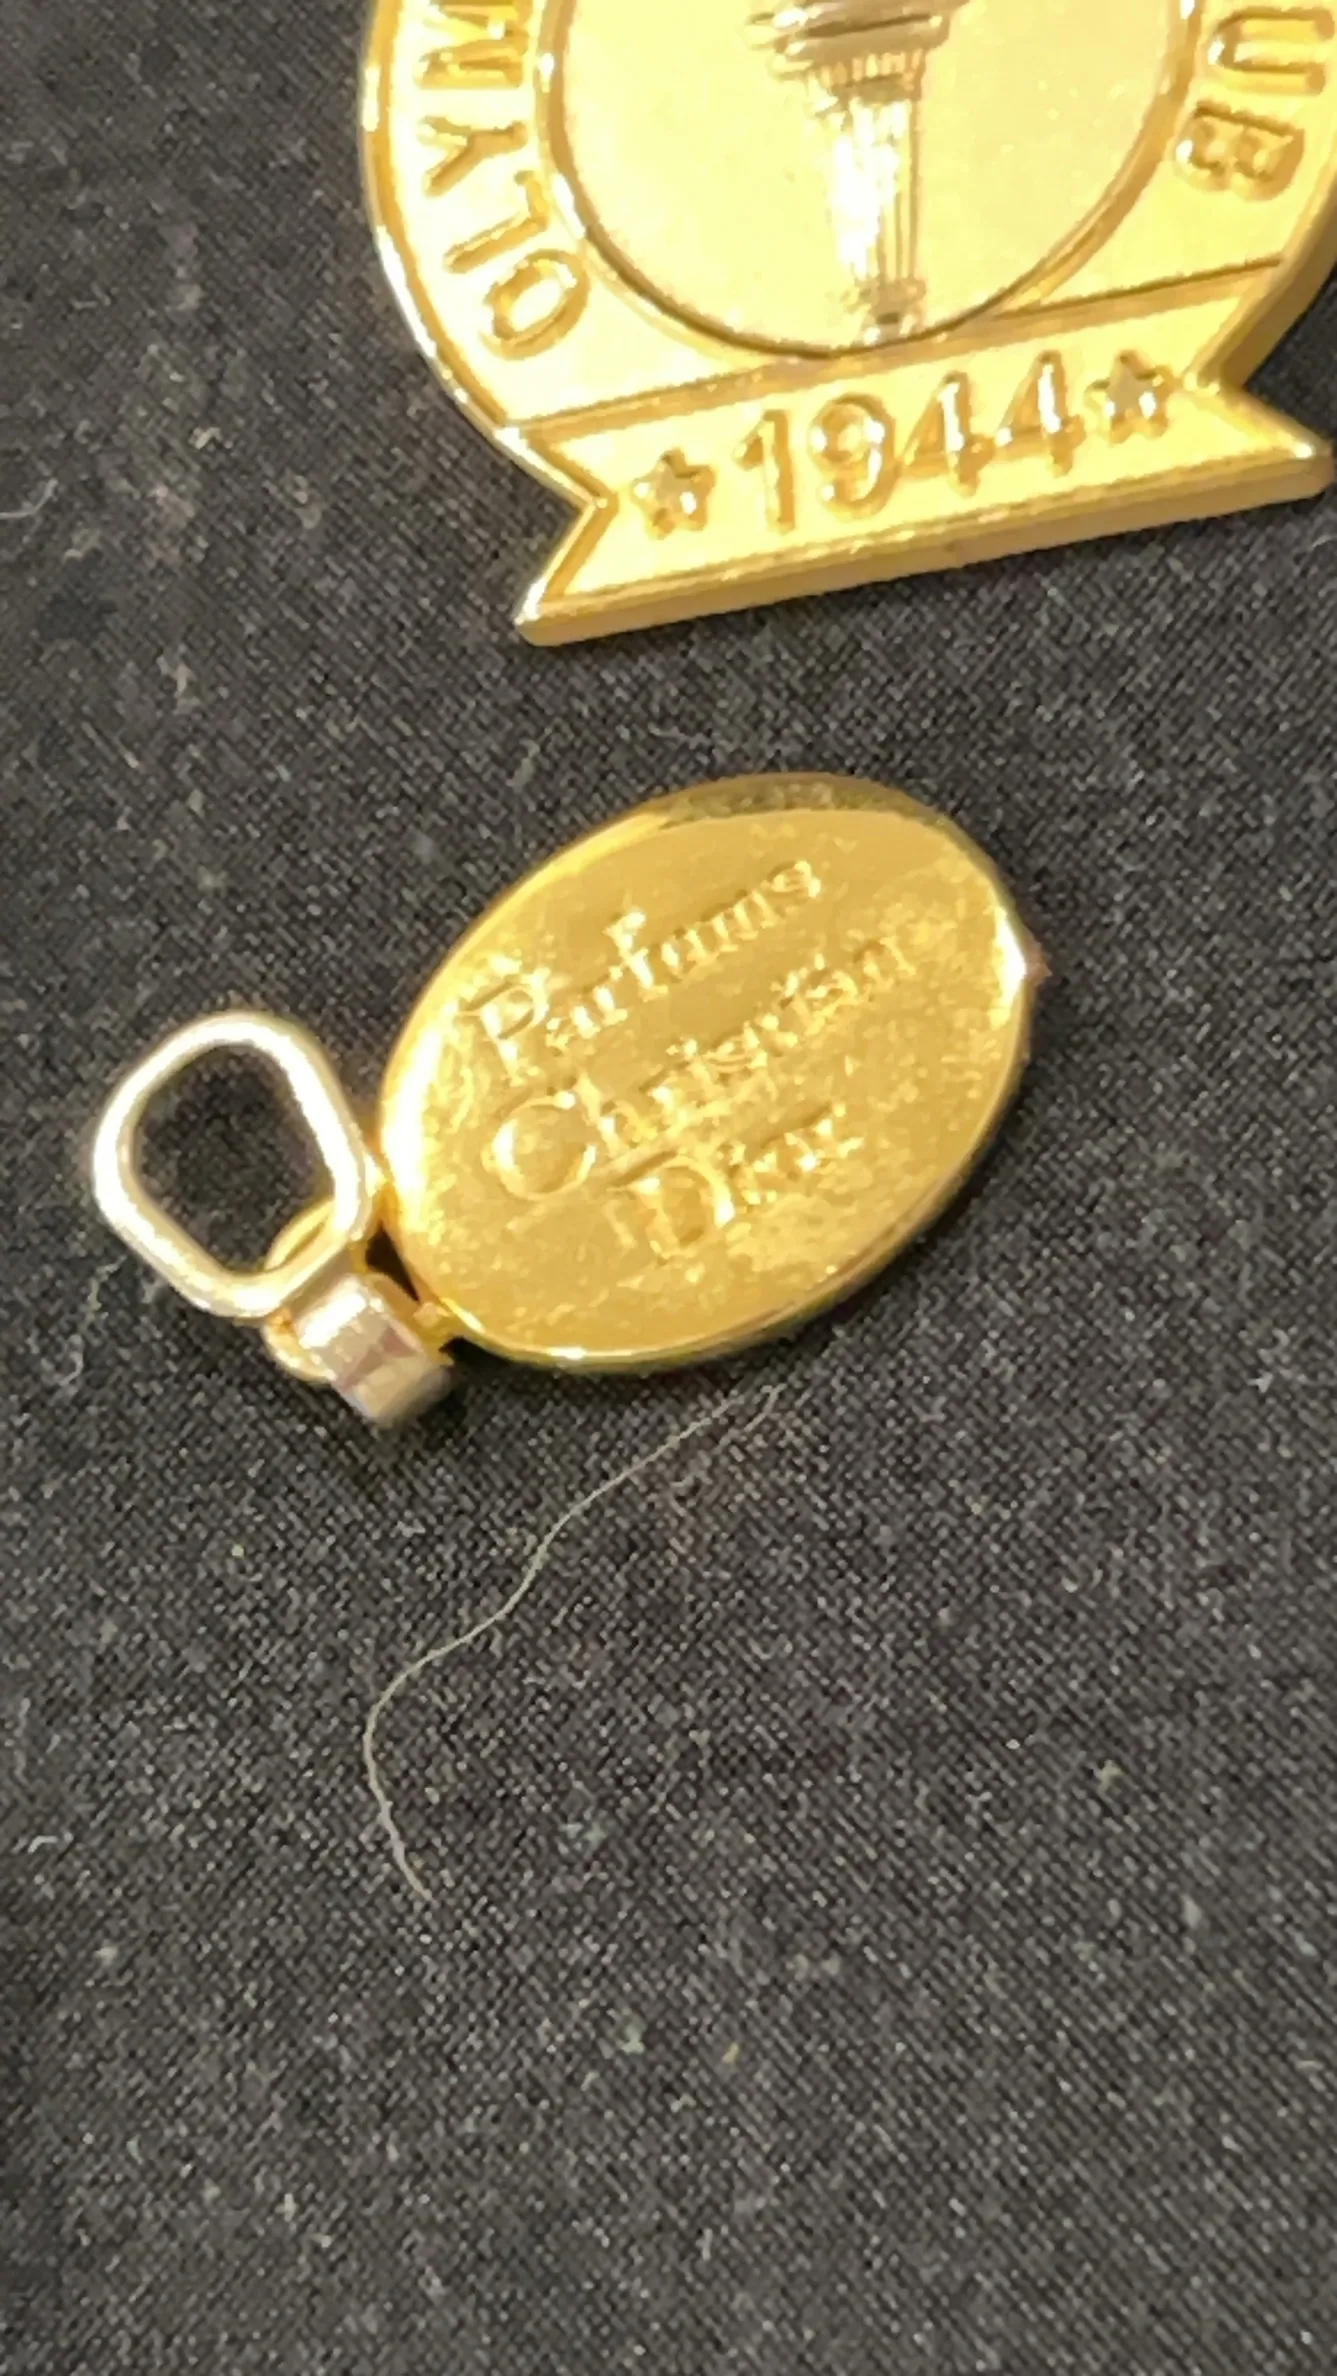 OLYM
UB
★1944★
Parfums
Christian
Dior